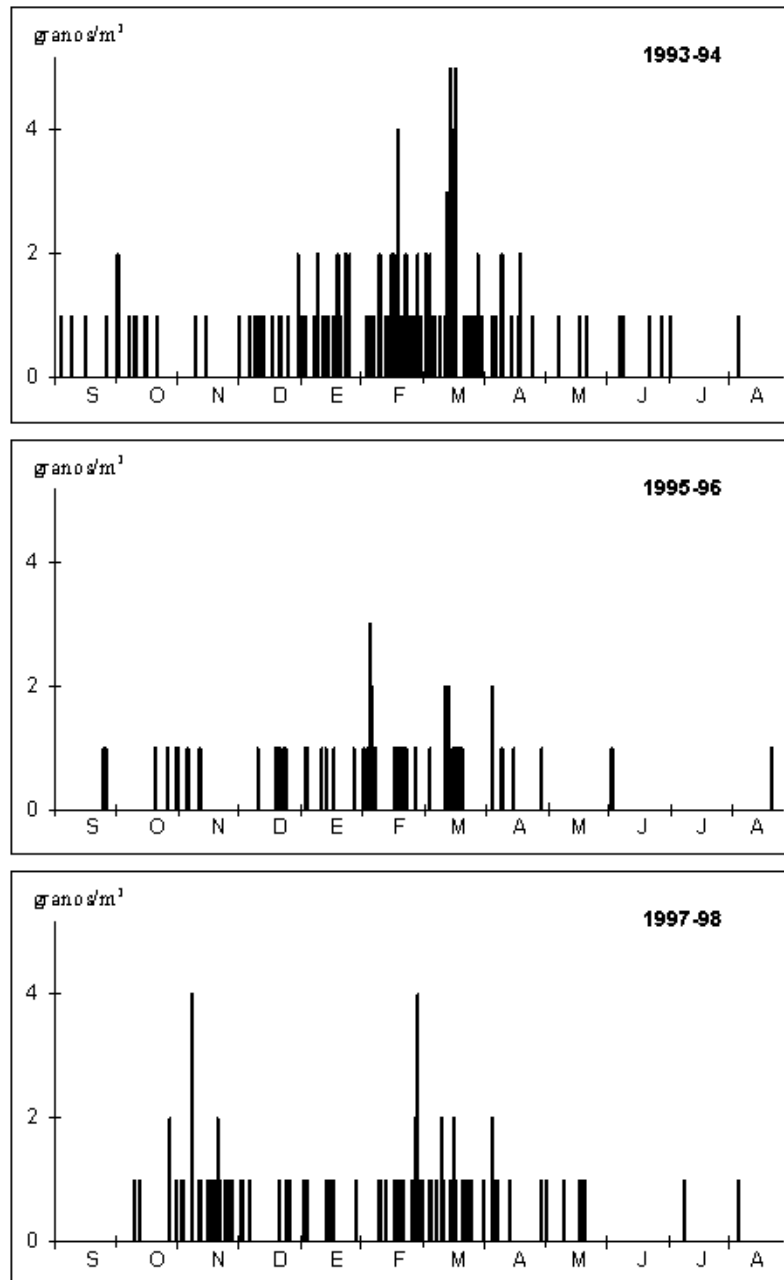 granos/m³
1993-94
4
2
0
S O N D E F M A M J J A
granos/m³
1995-96
4
2
0
S O N D E F M A M J J A
granos/m³
1997-98
4
2
0
S O N D E F M A M J J A